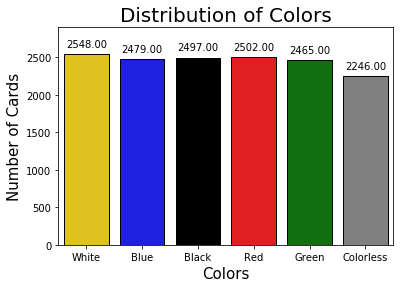 Distribution of Colors
2548.00
2479.00
2497.00
2502.00
2465.00
2246.00
Number of Cards
2500
2000
1500
1000
500
0
White
Blue
Black
Red
Green
Colorless
Colors